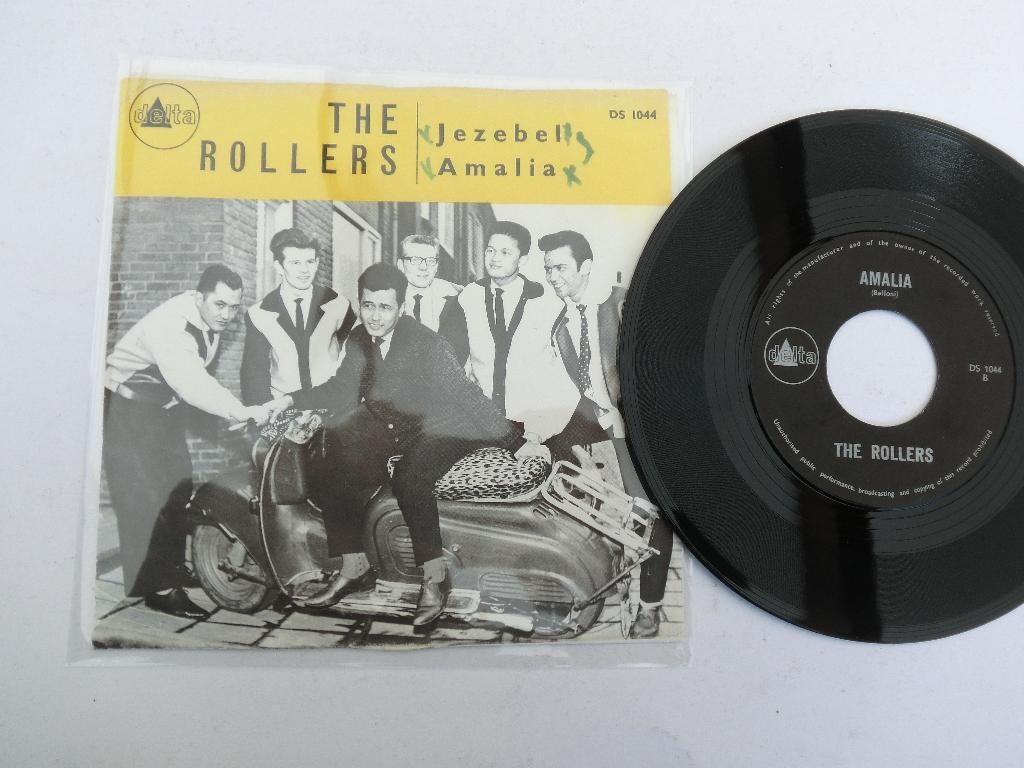 delta
THE
ROLLERS
Jezebel
Amalia
DS 1044
All rights of the manufacturer and of the owner of the recorded work reserved
AMALIA
(Belloni)
delta
DS 1044
B
THE ROLLERS
Unauthorised public performance, broadcasting and copying of this record prohibited